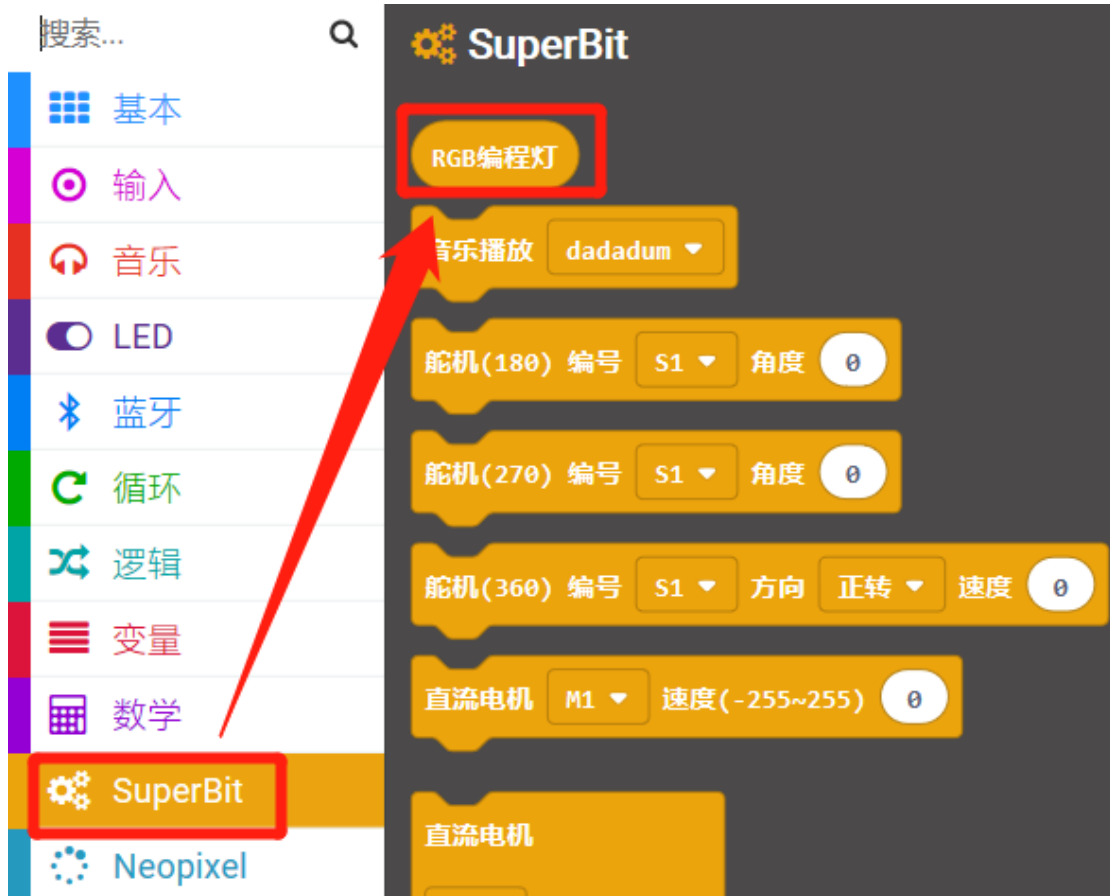 搜索...
基本
输入
音乐
LED
蓝牙
循环
逻辑
变量
数学
SuperBit
Neopixel
SuperBit
RGB编程灯
音乐播放 dadadum
舵机(180) 编号 S1 角度 0
舵机(270) 编号 S1 角度 0
舵机(360) 编号 S1 方向 正转 速度 0
直流电机 M1 速度(-255~255) 0
直流电机